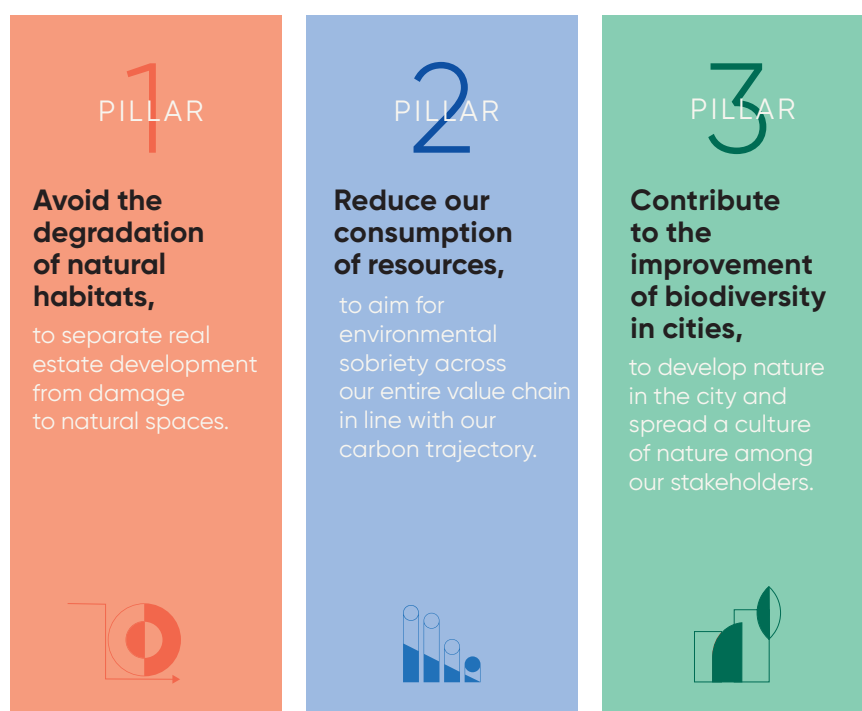 1
PILLAR
Avoid the
degradation
of natural
habitats,
to separate real
estate development
from damage
to natural spaces.
2
PILLAR
Reduce our
consumption
of resources,
to aim for
environmental
sobriety across
our entire value chain
in line with our
carbon trajectory.
3
PILLAR
Contribute
to the
improvement
of biodiversity
in cities,
to develop nature
in the city and
spread a culture
of nature among
our stakeholders.